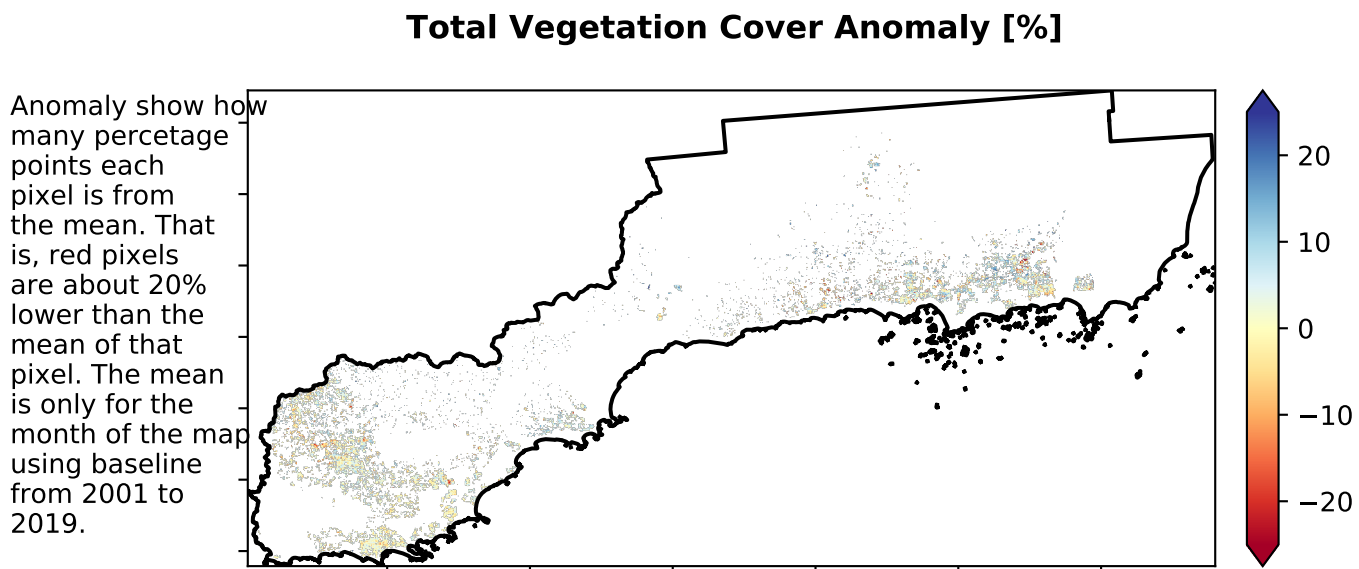 Total Vegetation Cover Anomaly [%]
Anomaly show how
many percetage
points each
pixel is from
the mean. That
is, red pixels
are about 20%
lower than the
mean of that
pixel. The mean
is only for the
month of the map
using baseline
from 2001 to
2019.
20
10
0
−10
−20